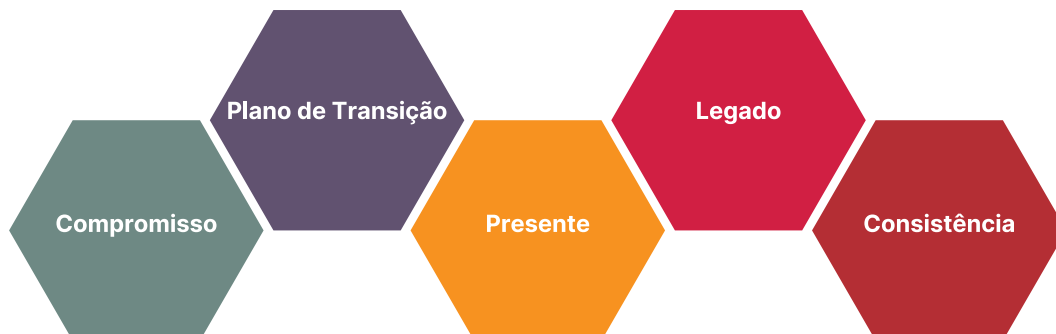 Compromisso
Plano de Transição
Presente
Legado
Consistência